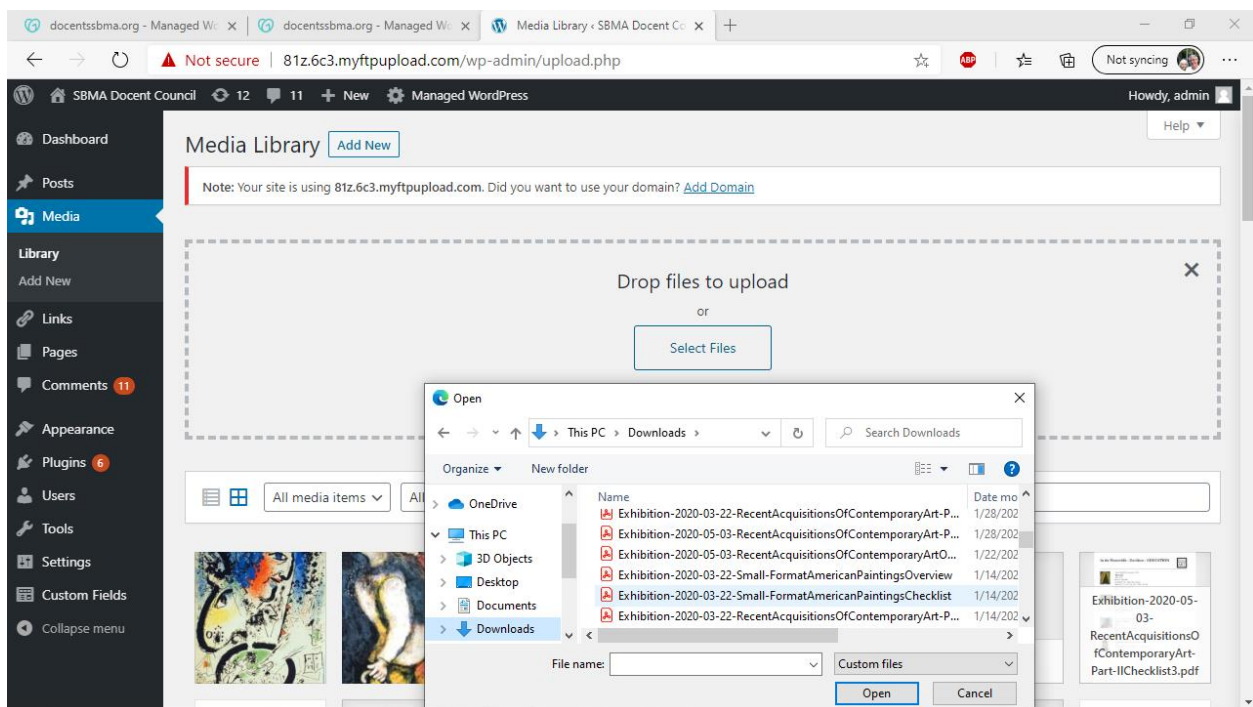 docentssbma.org - Managed Wo
docentssbma.org - Managed Wo
Media Library ‹ SBMA Docent Co
Not secure
81z.6c3.myftpupload.com/wp-admin/upload.php
ABP
Not syncing
SBMA Docent Council
12
11
New
Managed WordPress
Howdy, admin
Dashboard
Posts
Media
Library
Add New
Links
Pages
Comments 11
Appearance
Plugins 6
Users
Tools
Settings
Custom Fields
Collapse menu
Help
Media Library
Add New
Note: Your site is using 81z.6c3.myftpupload.com. Did you want to use your domain? Add Domain
Drop files to upload
or
Select Files
All media items
All
Open
This PC › Downloads ›
Search Downloads
Organize
New folder
OneDrive
This PC
3D Objects
Desktop
Documents
Downloads
Name
Date mo
Exhibition-2020-03-22-RecentAcquisitionsOfContemporaryArt-P... 1/28/202
Exhibition-2020-05-03-RecentAcquisitionsOfContemporaryArt-P... 1/28/202
Exhibition-2020-05-03-RecentAcquisitionsOfContemporaryArtO... 1/22/202
Exhibition-2020-03-22-Small-FormatAmericanPaintingsOverview 1/14/202
Exhibition-2020-03-22-Small-FormatAmericanPaintingsChecklist 1/14/202
Exhibition-2020-03-22-RecentAcquisitionsOfContemporaryArt-P... 1/14/202
File name:
Custom files
Open
Cancel
Exhibition-2020-05-
03-
RecentAcquisitionsO
fContemporaryArt-
Part-IIChecklist3.pdf